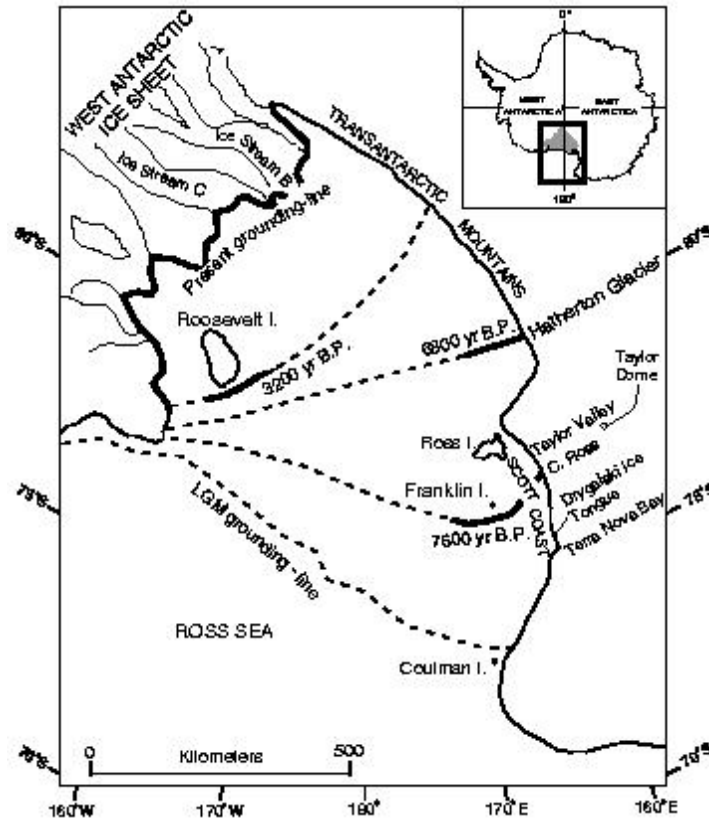 0°
WEST
ANTARCTICA
EAST
ANTARCTICA
180°
WEST ANTARCTIC
ICE SHEET
Ice Stream B
Ice Stream C
TRANSANTARCTIC
MOUNTAINS
Present grounding-line
80°S
80°S
Roosevelt I.
3200 yr B.P.
6800 yr B.P.
Hatherton Glacier
Taylor
Dome
Taylor Valley
Ross I.
C. Ross
SCOTT COAST
Franklin I.
Drygalski Ice
Tongue
Terra Nova Bay
7600 yr B.P.
LGM grounding-line
ROSS SEA
Coulman I.
0
500
Kilometers
160°W
170°W
180°
170°E
160°E